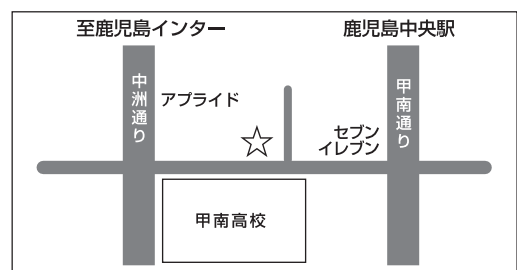 至鹿児島インター
鹿児島中央駅
中洲通り
アプライド
甲南通り
セブン
イレブン
甲南高校